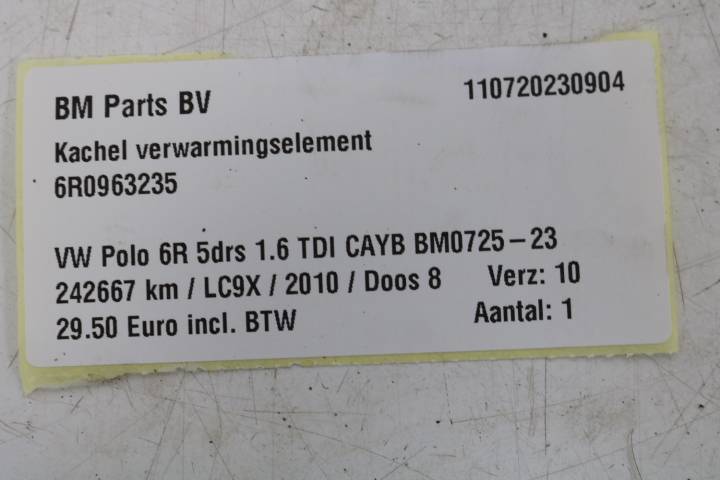 BM Parts BV 110720230904
Kachel verwarmingselement
6R0963235
VW Polo 6R 5drs 1.6 TDI CAYB BM0725-23
242667 km / LC9X / 2010 / Doos 8 Verz: 10
29.50 Euro incl. BTW Aantal: 1